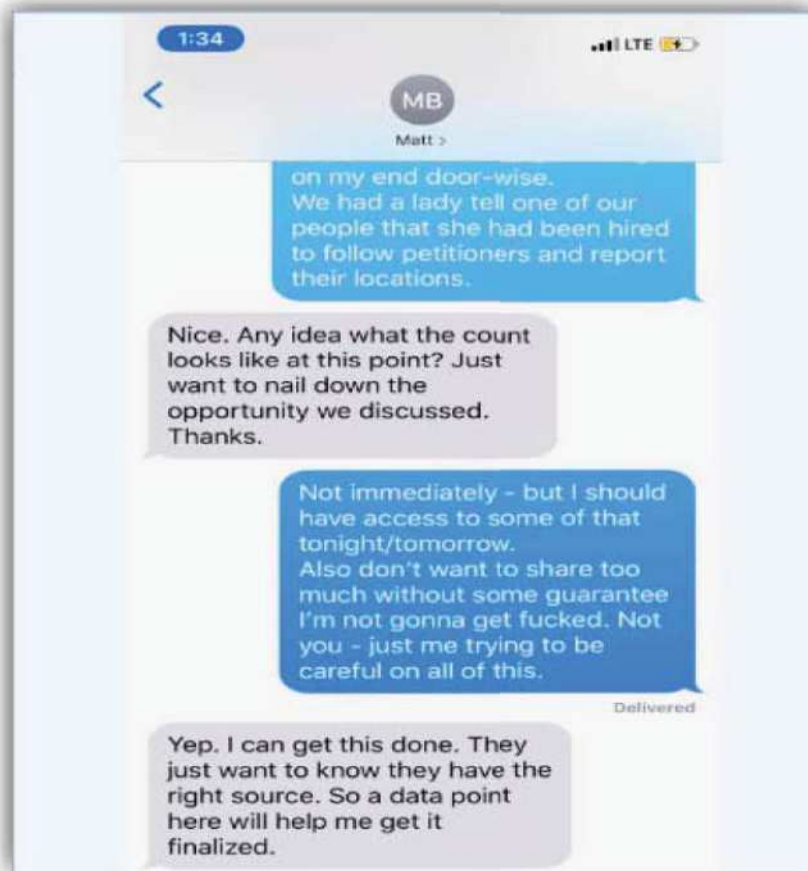 1:34
LTE
MB
Matt >
on my end door-wise.
We had a lady tell one of our
people that she had been hired
to follow petitioners and report
their locations.
Nice. Any idea what the count
looks like at this point? Just
want to nail down the
opportunity we discussed.
Thanks.
Not immediately - but I should
have access to some of that
tonight/tomorrow.
Also don't want to share too
much without some guarantee
I'm not gonna get fucked. Not
you - just me trying to be
careful on all of this.
Delivered
Yep. I can get this done. They
just want to know they have the
right source. So a data point
here will help me get it
finalized.